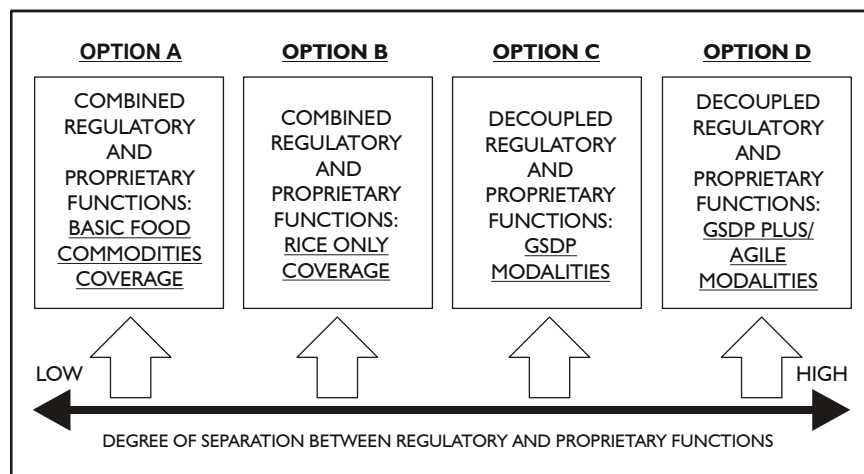 OPTION A
COMBINED
REGULATORY
AND
PROPRIETARY
FUNCTIONS:
BASIC FOOD
COMMODITIES
COVERAGE
OPTION B
COMBINED
REGULATORY
AND
PROPRIETARY
FUNCTIONS:
RICE ONLY
COVERAGE
OPTION C
DECOUPLED
REGULATORY
AND
PROPRIETARY
FUNCTIONS:
GSDP
MODALITIES
OPTION D
DECOUPLED
REGULATORY
AND
PROPRIETARY
FUNCTIONS:
GSDP PLUS/
AGILE
MODALITIES
LOW
HIGH
DEGREE OF SEPARATION BETWEEN REGULATORY AND PROPRIETARY FUNCTIONS